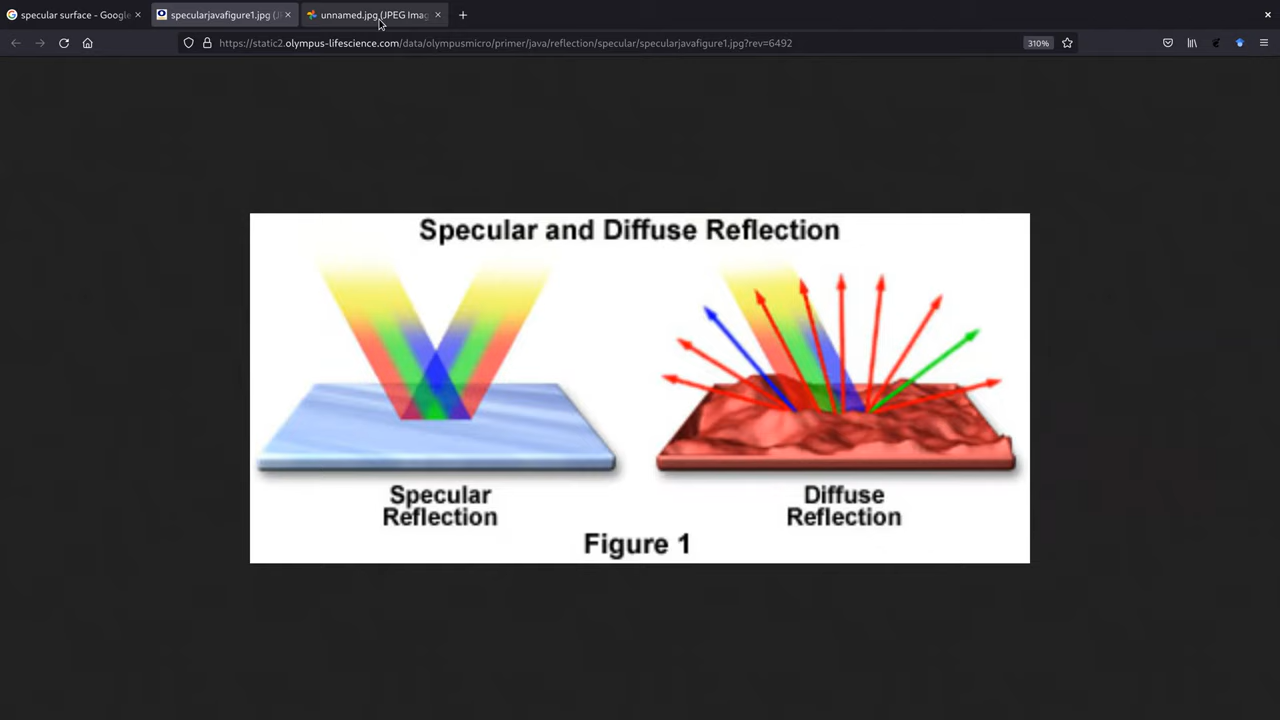 specular surface - Google
specularjavafigure1.jpg (J
unnamed.jpg (JPEG Imag
https://static2.olympus-lifescience.com/data/olympusmicro/primer/java/reflection/specular/specularjavafigure1.jpg?rev=6492
310%
Specular and Diffuse Reflection
Specular
Reflection
Diffuse
Reflection
Figure 1